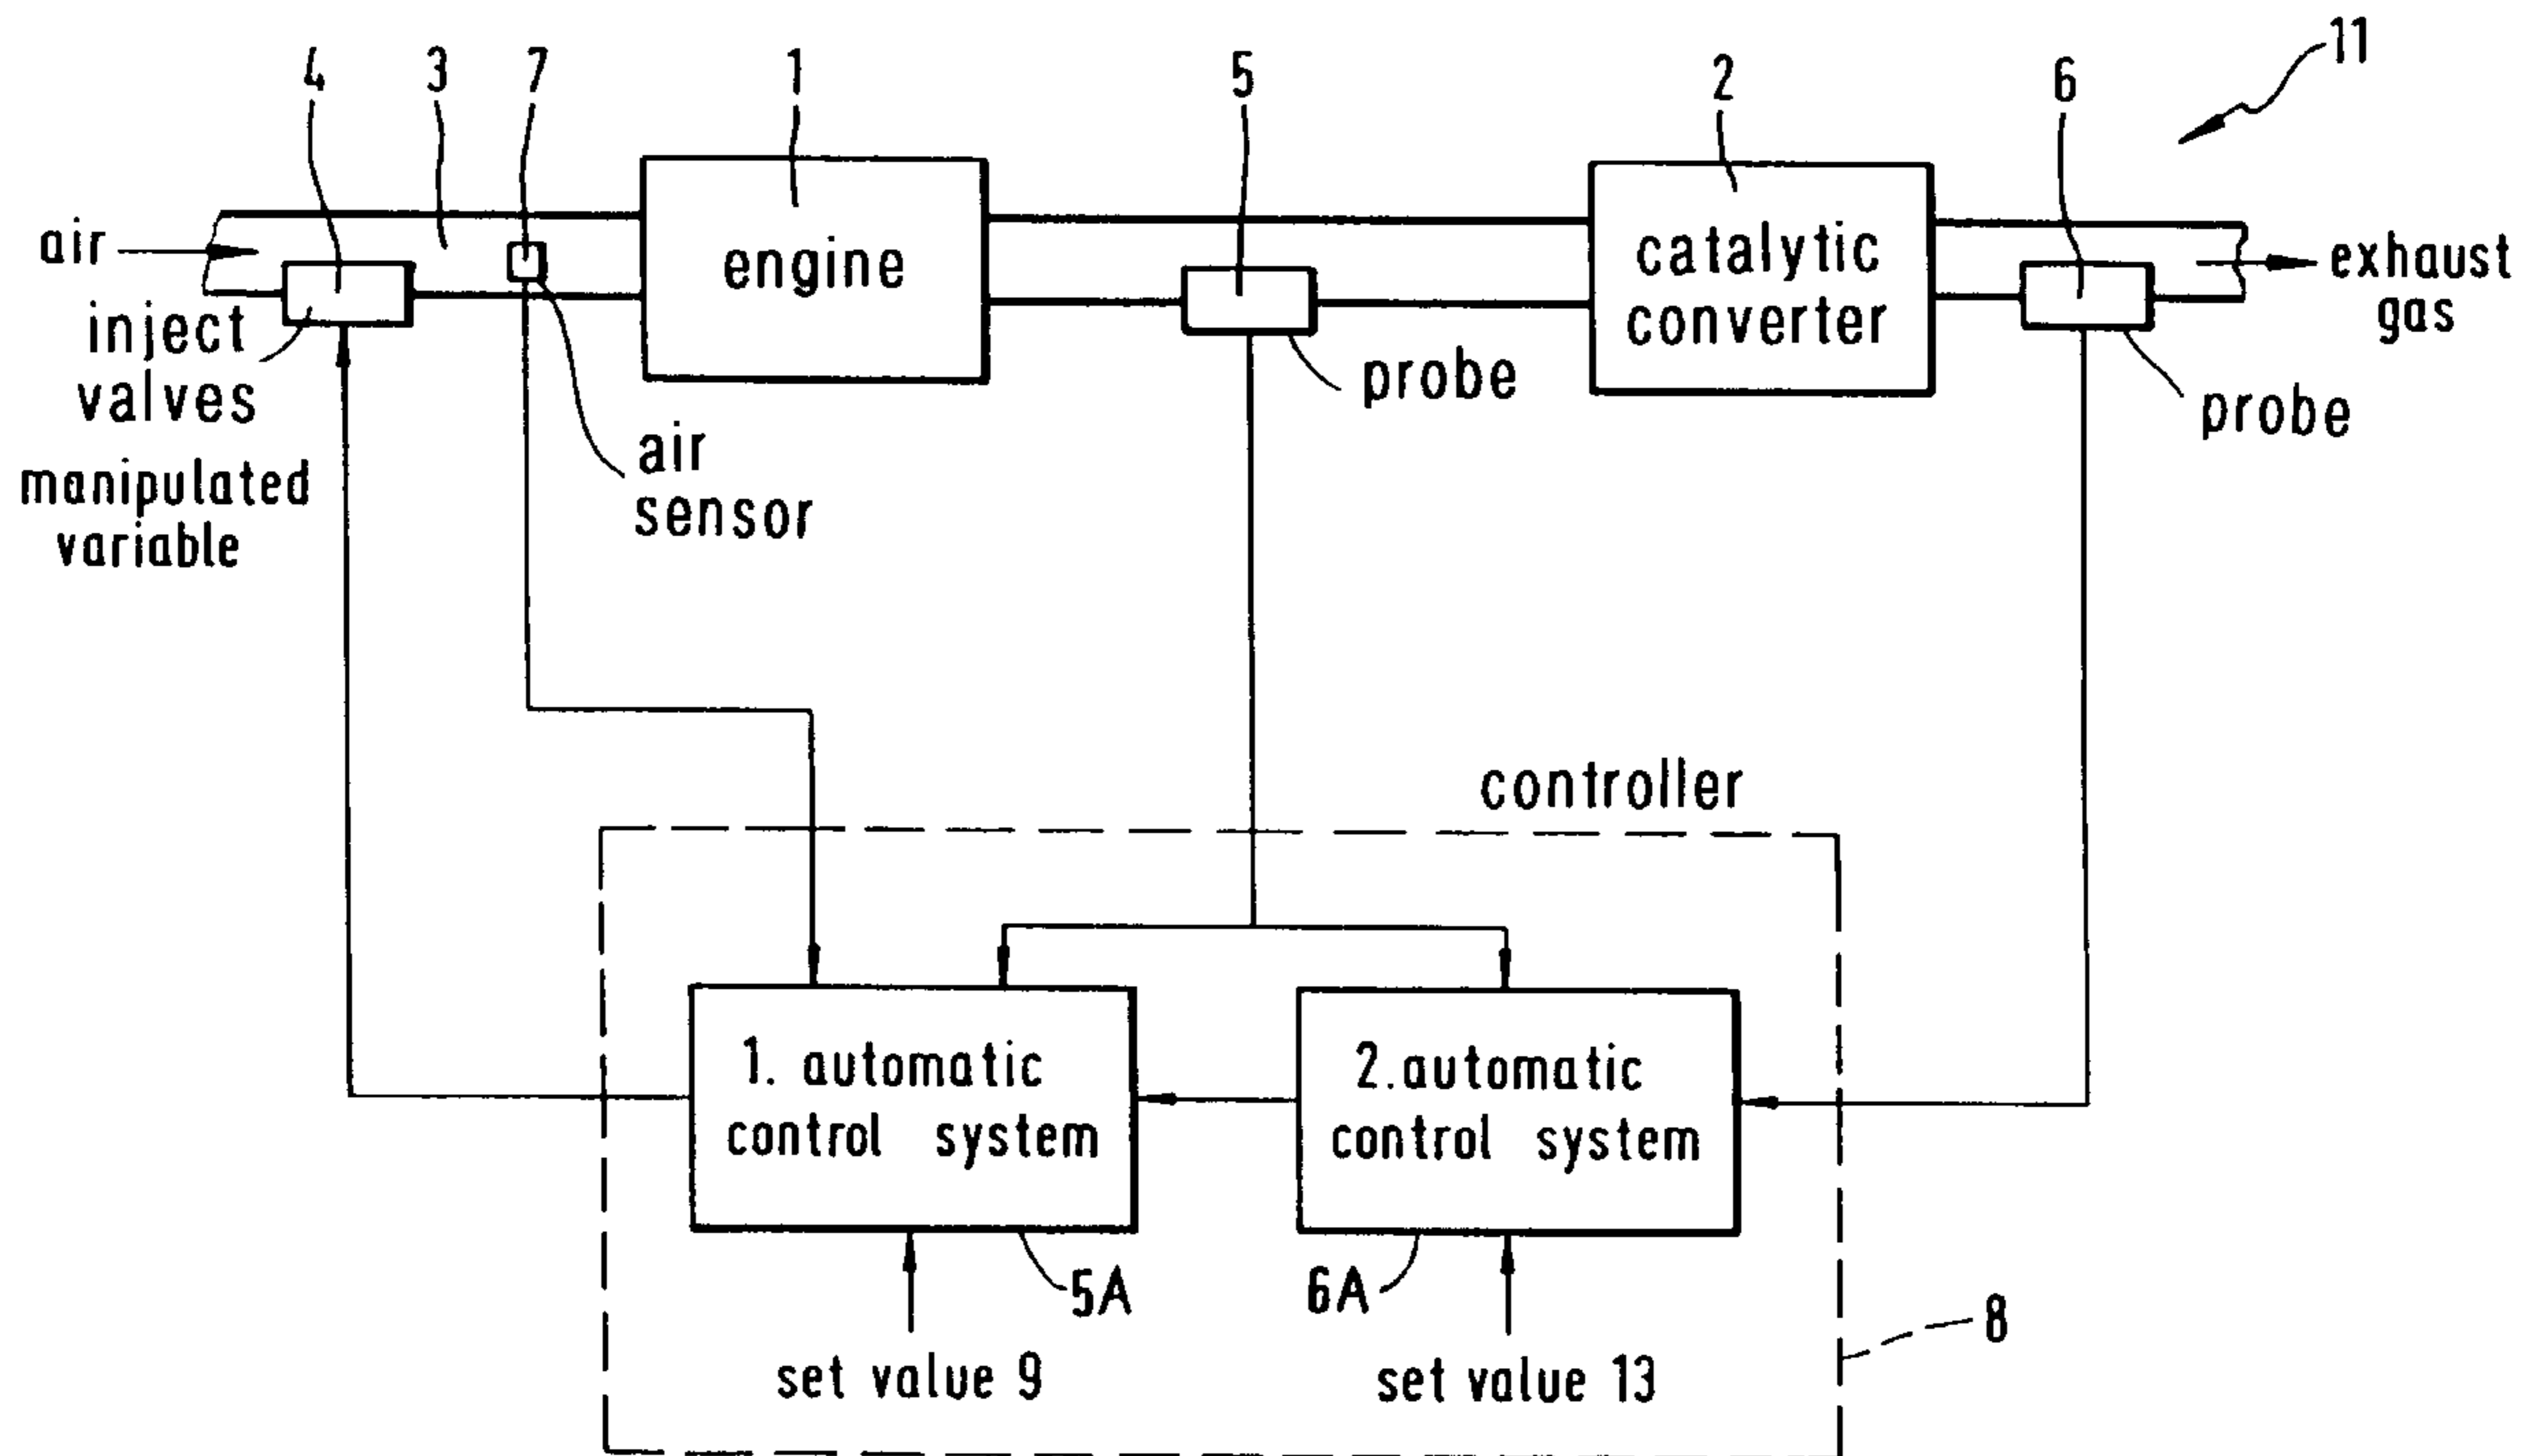 4
3
7
1
5
2
6
11
air
engine
catalytic
converter
exhaust
gas
inject
valves
probe
probe
air
sensor
manipulated
variable
controller
1. automatic
control system
2. automatic
control system
5A
6A
8
set value 9
set value 13